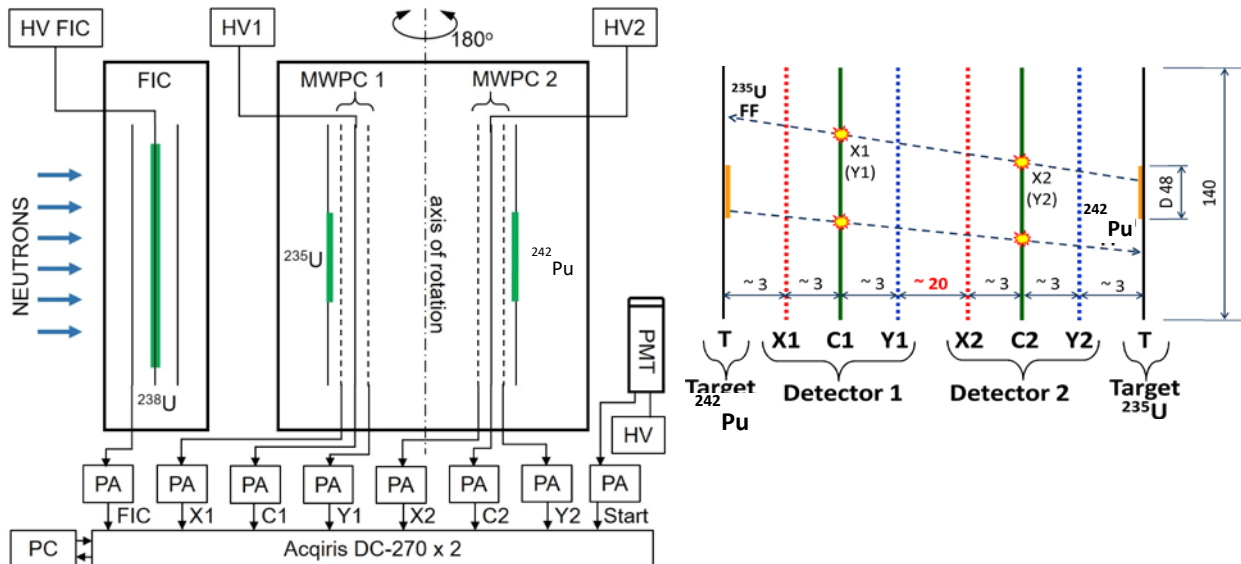 HV FIC
HV1
HV2
180°
FIC
MWPC 1
MWPC 2
NEUTRONS
axis of rotation
235U
242
Pu
238U
PMT
HV
PA
PA
PA
PA
PA
PA
PA
PA
FIC
X1
C1
Y1
X2
C2
Y2
Start
PC
Acqiris DC-270 x 2
235U
FF
X1
(Y1)
X2
(Y2)
242
Pu
D 48
140
~ 3
~ 3
~ 3
~ 20
~ 3
~ 3
~ 3
T
X1
C1
Y1
X2
C2
Y2
T
Target
242
Pu
Detector 1
Detector 2
Target
235U